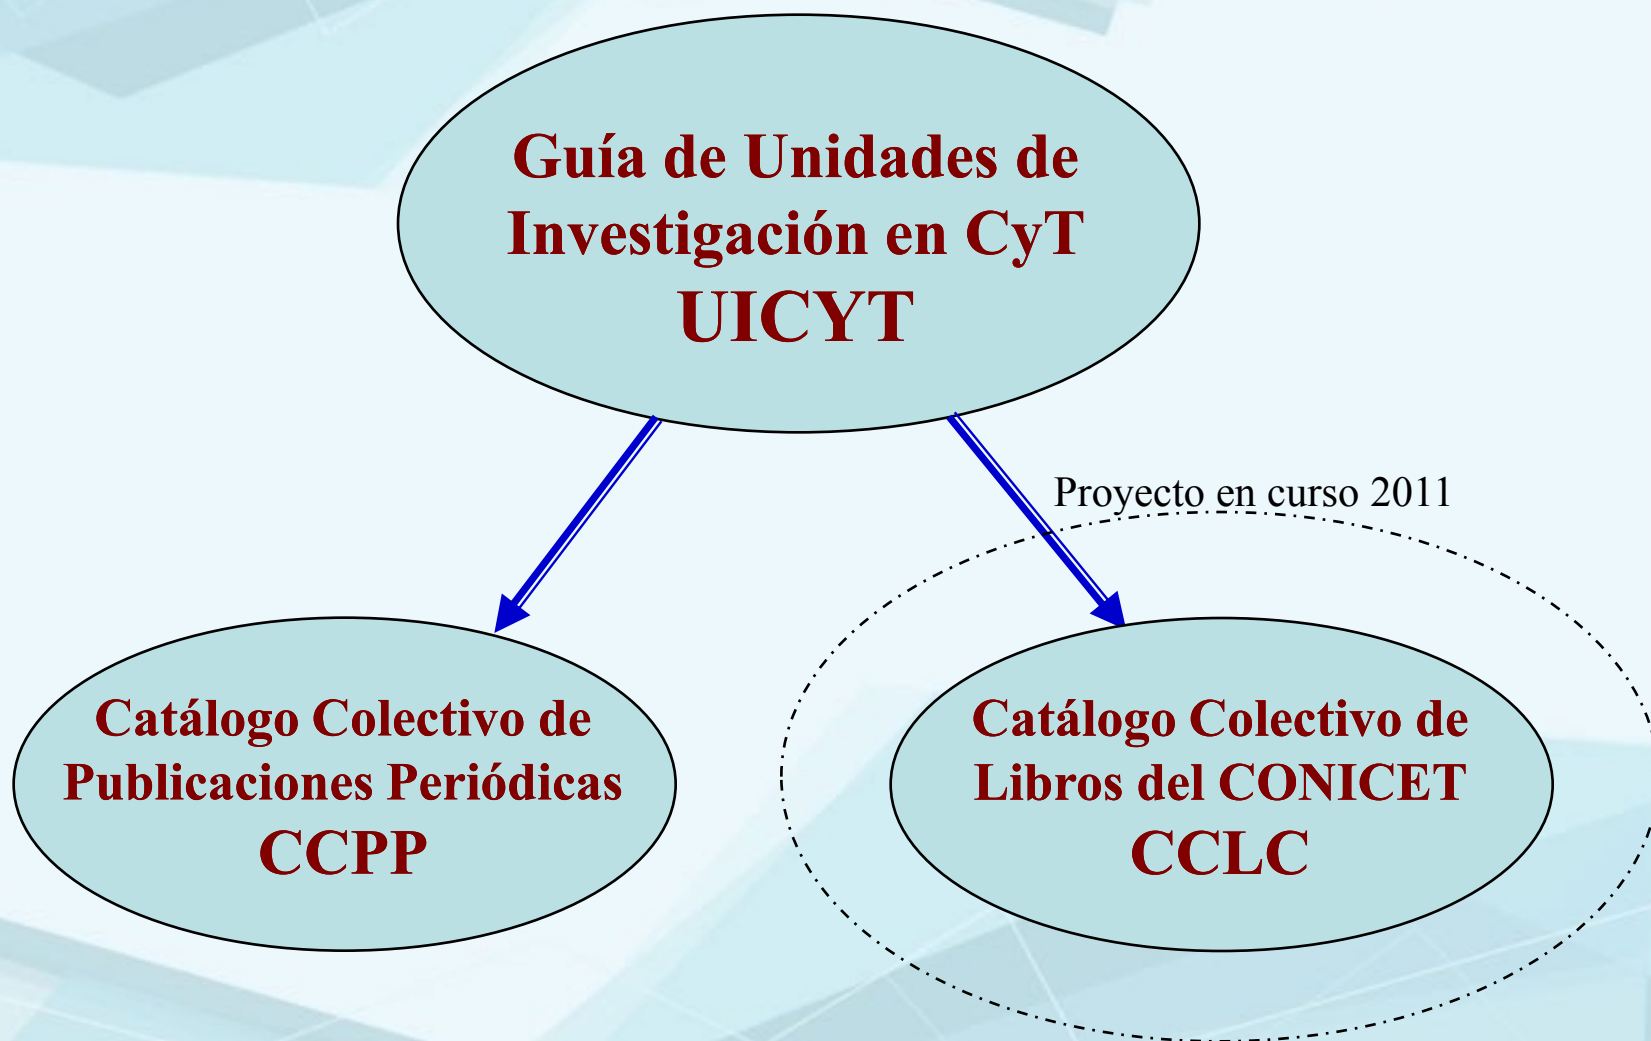 Guía de Unidades de
Investigación en CyT
UICYT
Proyecto en curso 2011
Catálogo Colectivo de
Publicaciones Periódicas
CCPP
Catálogo Colectivo de
Libros del CONICET
CCLC